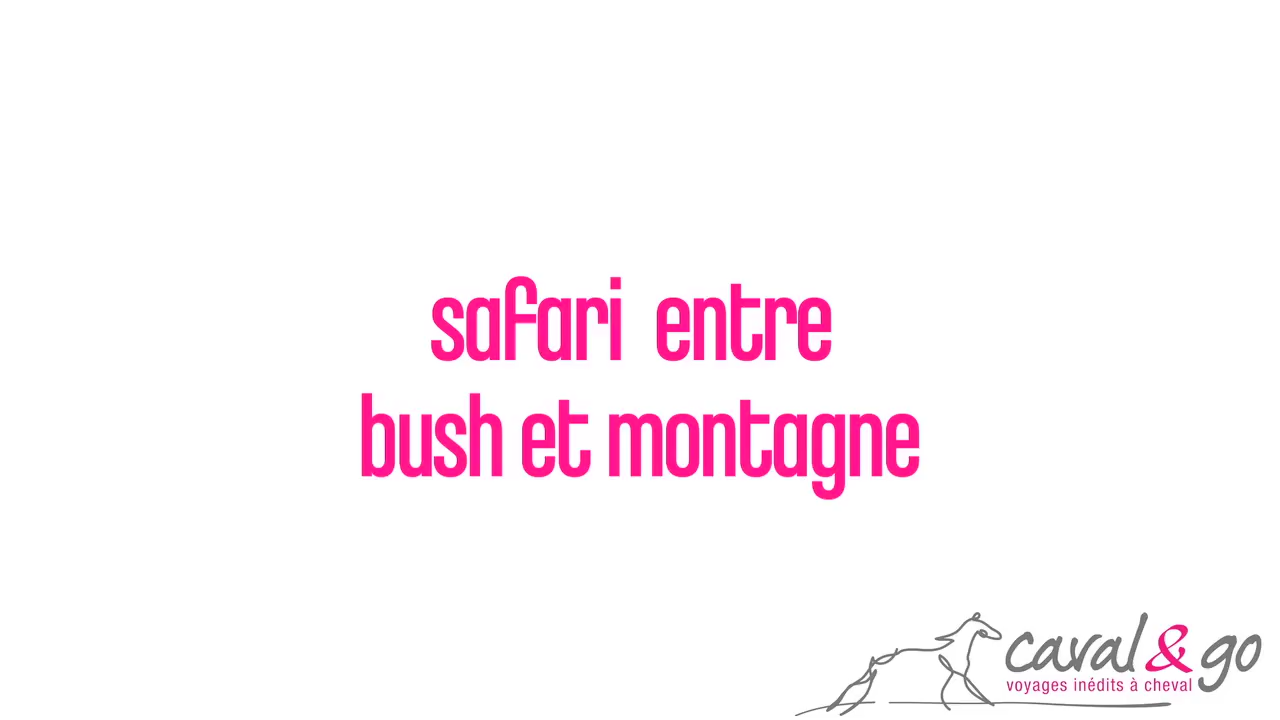 safari entre
bush et montagne
caval & go
voyages inédits à cheval